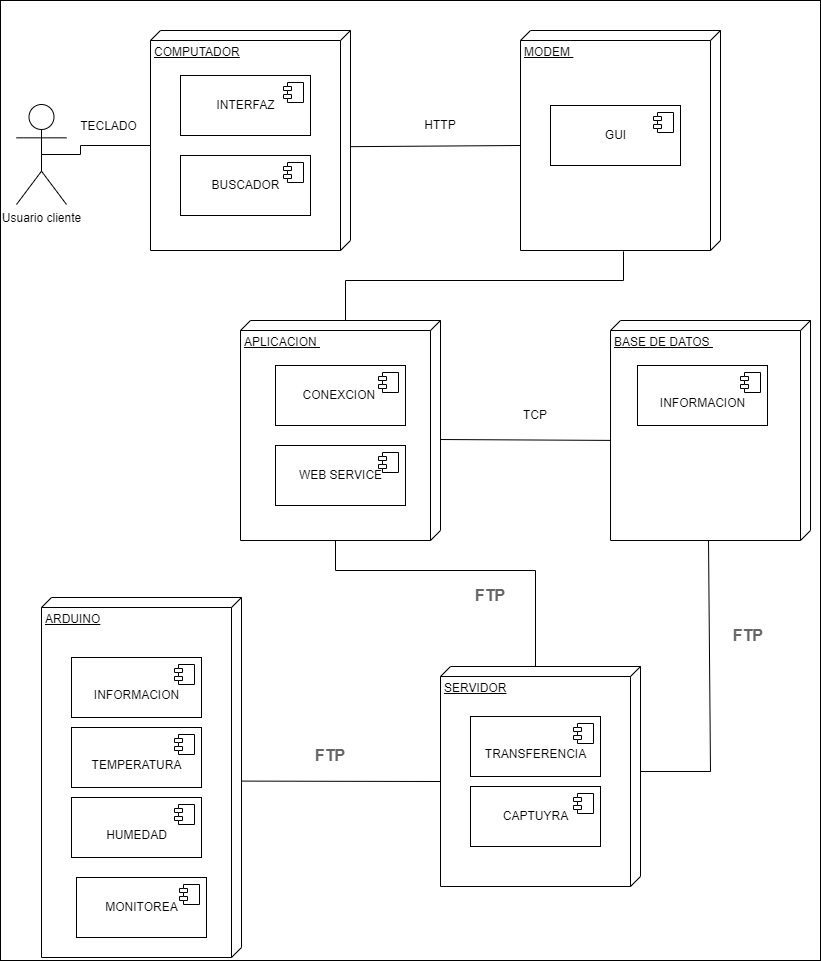 COMPUTADOR
MODEM
INTERFAZ
TECLADO
HTTP
GUI
BUSCADOR
Usuario cliente
APLICACION
BASE DE DATOS
CONEXCION
INFORMACION
TCP
WEB SERVICE
FTP
ARDUINO
FTP
SERVIDOR
INFORMACION
TRANSFERENCIA
FTP
TEMPERATURA
CAPTUYRA
HUMEDAD
MONITOREA